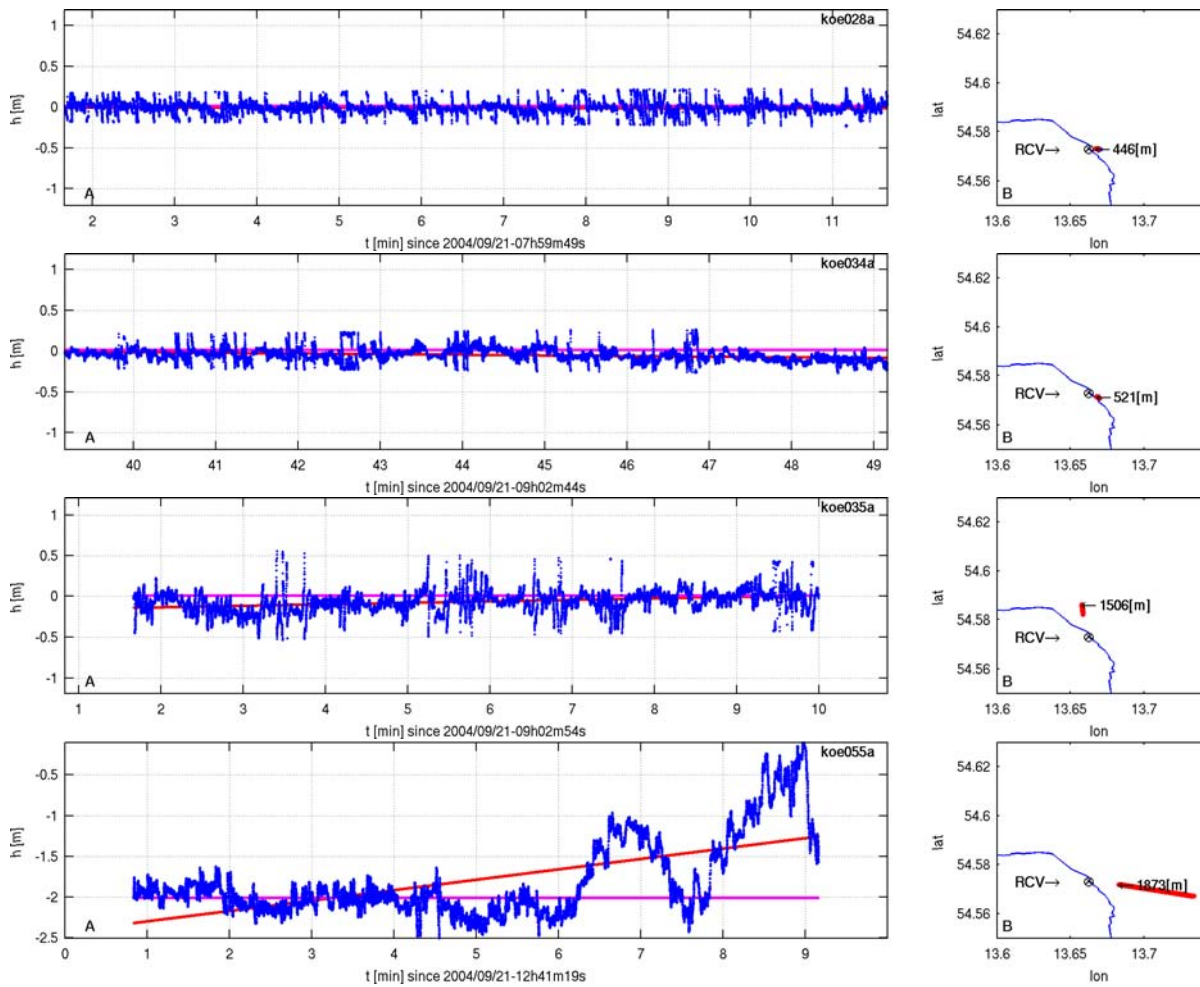 koe028a
1
0.5
0
-0.5
-1
h [m]
A
2 3 4 5 6 7 8 9 10 11
t [min] since 2004/09/21-07h59m49s
54.62
54.6
54.58
54.56
lat
RCV→
446[m]
B
13.6 13.65 13.7
lon
koe034a
1
0.5
0
-0.5
-1
h [m]
A
40 41 42 43 44 45 46 47 48 49
t [min] since 2004/09/21-09h02m44s
54.62
54.6
54.58
54.56
lat
RCV→
521[m]
B
13.6 13.65 13.7
lon
koe035a
1
0.5
0
-0.5
-1
h [m]
A
1 2 3 4 5 6 7 8 9 10
t [min] since 2004/09/21-09h02m54s
54.62
54.6
54.58
54.56
lat
RCV→
1506[m]
B
13.6 13.65 13.7
lon
koe055a
-0.5
-1
-1.5
-2
-2.5
h [m]
A
0 1 2 3 4 5 6 7 8 9
t [min] since 2004/09/21-12h41m19s
54.62
54.6
54.58
54.56
lat
RCV→
1873[m]
B
13.6 13.65 13.7
lon